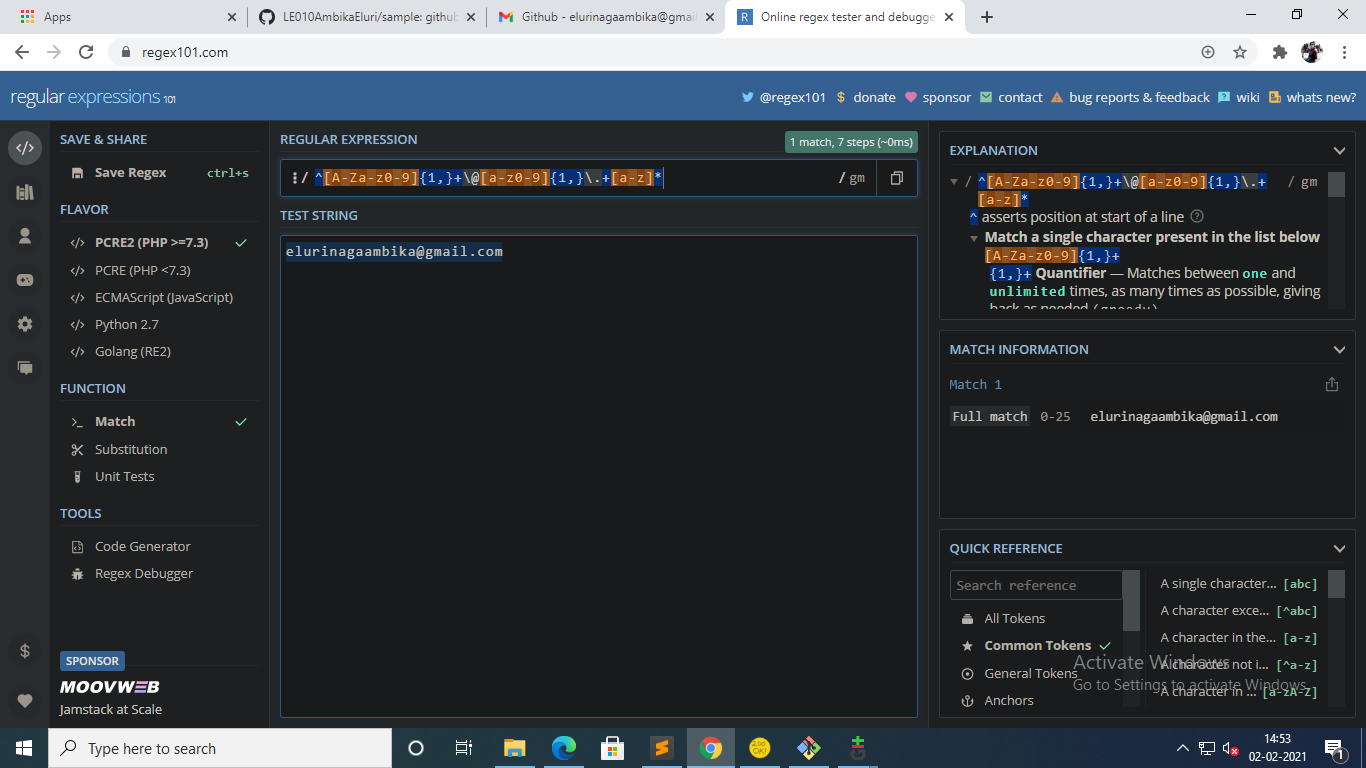 Apps
LE010AmbikaEluri/sample: github
Github - elurinagaambika@gmai
Online regex tester and debugge
regex101.com
regular expressions 101
@regex101
$ donate
sponsor
contact
bug reports & feedback
wiki
whats new?
SAVE & SHARE
Save Regex ctrl+s
FLAVOR
PCRE2 (PHP >=7.3)
PCRE (PHP <7.3)
ECMAScript (JavaScript)
Python 2.7
Golang (RE2)
FUNCTION
Match
Substitution
Unit Tests
TOOLS
Code Generator
Regex Debugger
SPONSOR
MOOVWEB
Jamstack at Scale
REGULAR EXPRESSION
1 match, 7 steps (~0ms)
/ ^[A-Za-z0-9]{1,}+\@[a-z0-9]{1,}\.+[a-z]* / gm
TEST STRING
elurinagaambika@gmail.com
EXPLANATION
/ ^[A-Za-z0-9]{1,}+\@[a-z0-9]{1,}\.+ / gm
[a-z]*
^ asserts position at start of a line
Match a single character present in the list below
[A-Za-z0-9]{1,}+
{1,}+ Quantifier — Matches between one and
unlimited times, as many times as possible, giving
back as needed (greedy)
MATCH INFORMATION
Match 1
Full match 0-25 elurinagaambika@gmail.com
QUICK REFERENCE
Search reference
All Tokens
Common Tokens
General Tokens
Anchors
A single character... [abc]
A character exce... [^abc]
A character in the... [a-z]
A character not i... [^a-z]
A character in ... [a-zA-Z]
Activate Windows
Go to Settings to activate Windows.
Type here to search
14:53
02-02-2021
1